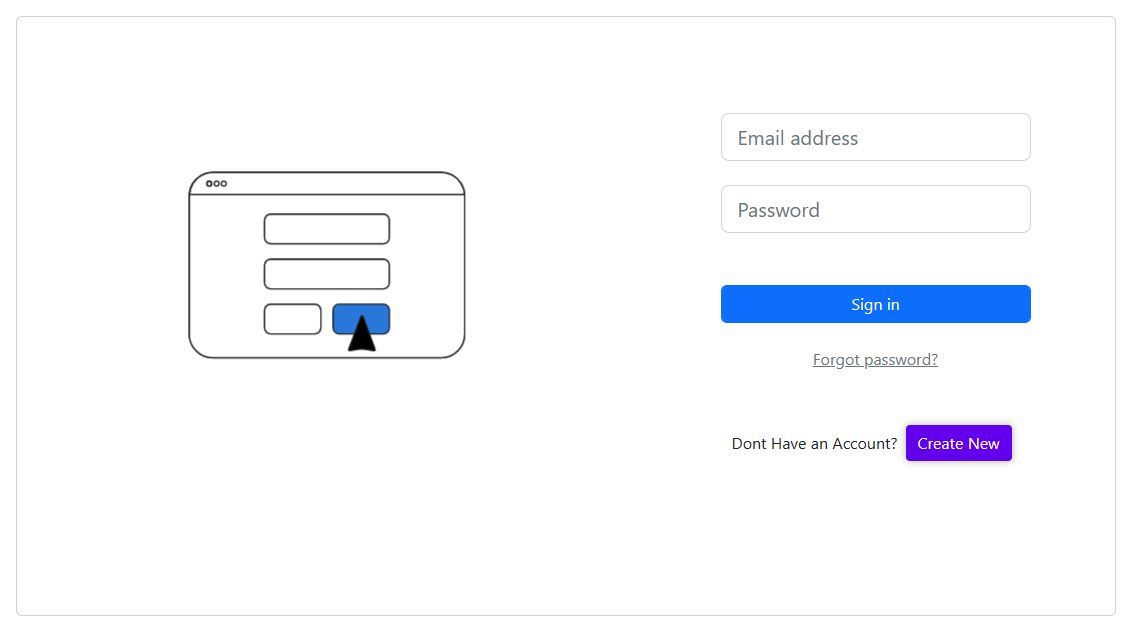 Email address
Password
Sign in
Forgot password?
Dont Have an Account? Create New